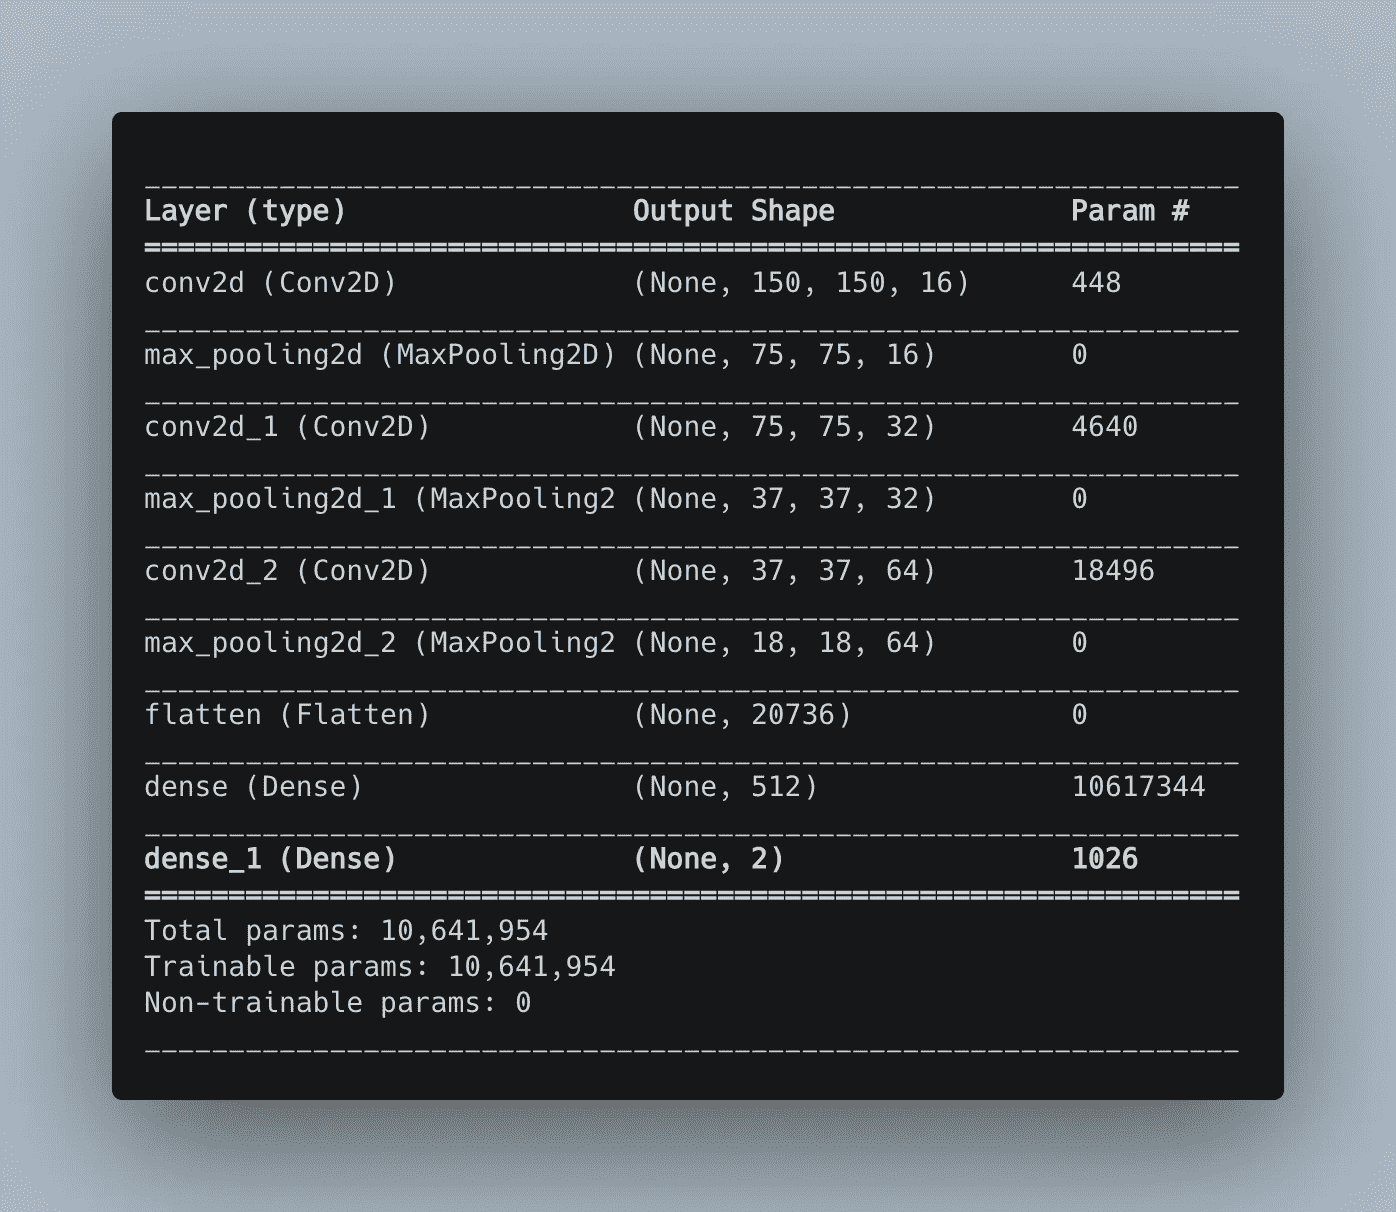 _________________________________________________________________
Layer (type)                 Output Shape              Param #
=================================================================
conv2d (Conv2D)              (None, 150, 150, 16)      448
_________________________________________________________________
max_pooling2d (MaxPooling2D) (None, 75, 75, 16)        0
_________________________________________________________________
conv2d_1 (Conv2D)            (None, 75, 75, 32)        4640
_________________________________________________________________
max_pooling2d_1 (MaxPooling2 (None, 37, 37, 32)        0
_________________________________________________________________
conv2d_2 (Conv2D)            (None, 37, 37, 64)        18496
_________________________________________________________________
max_pooling2d_2 (MaxPooling2 (None, 18, 18, 64)        0
_________________________________________________________________
flatten (Flatten)            (None, 20736)             0
_________________________________________________________________
dense (Dense)                (None, 512)               10617344
_________________________________________________________________
dense_1 (Dense)              (None, 2)                 1026
=================================================================
Total params: 10,641,954
Trainable params: 10,641,954
Non-trainable params: 0
_________________________________________________________________